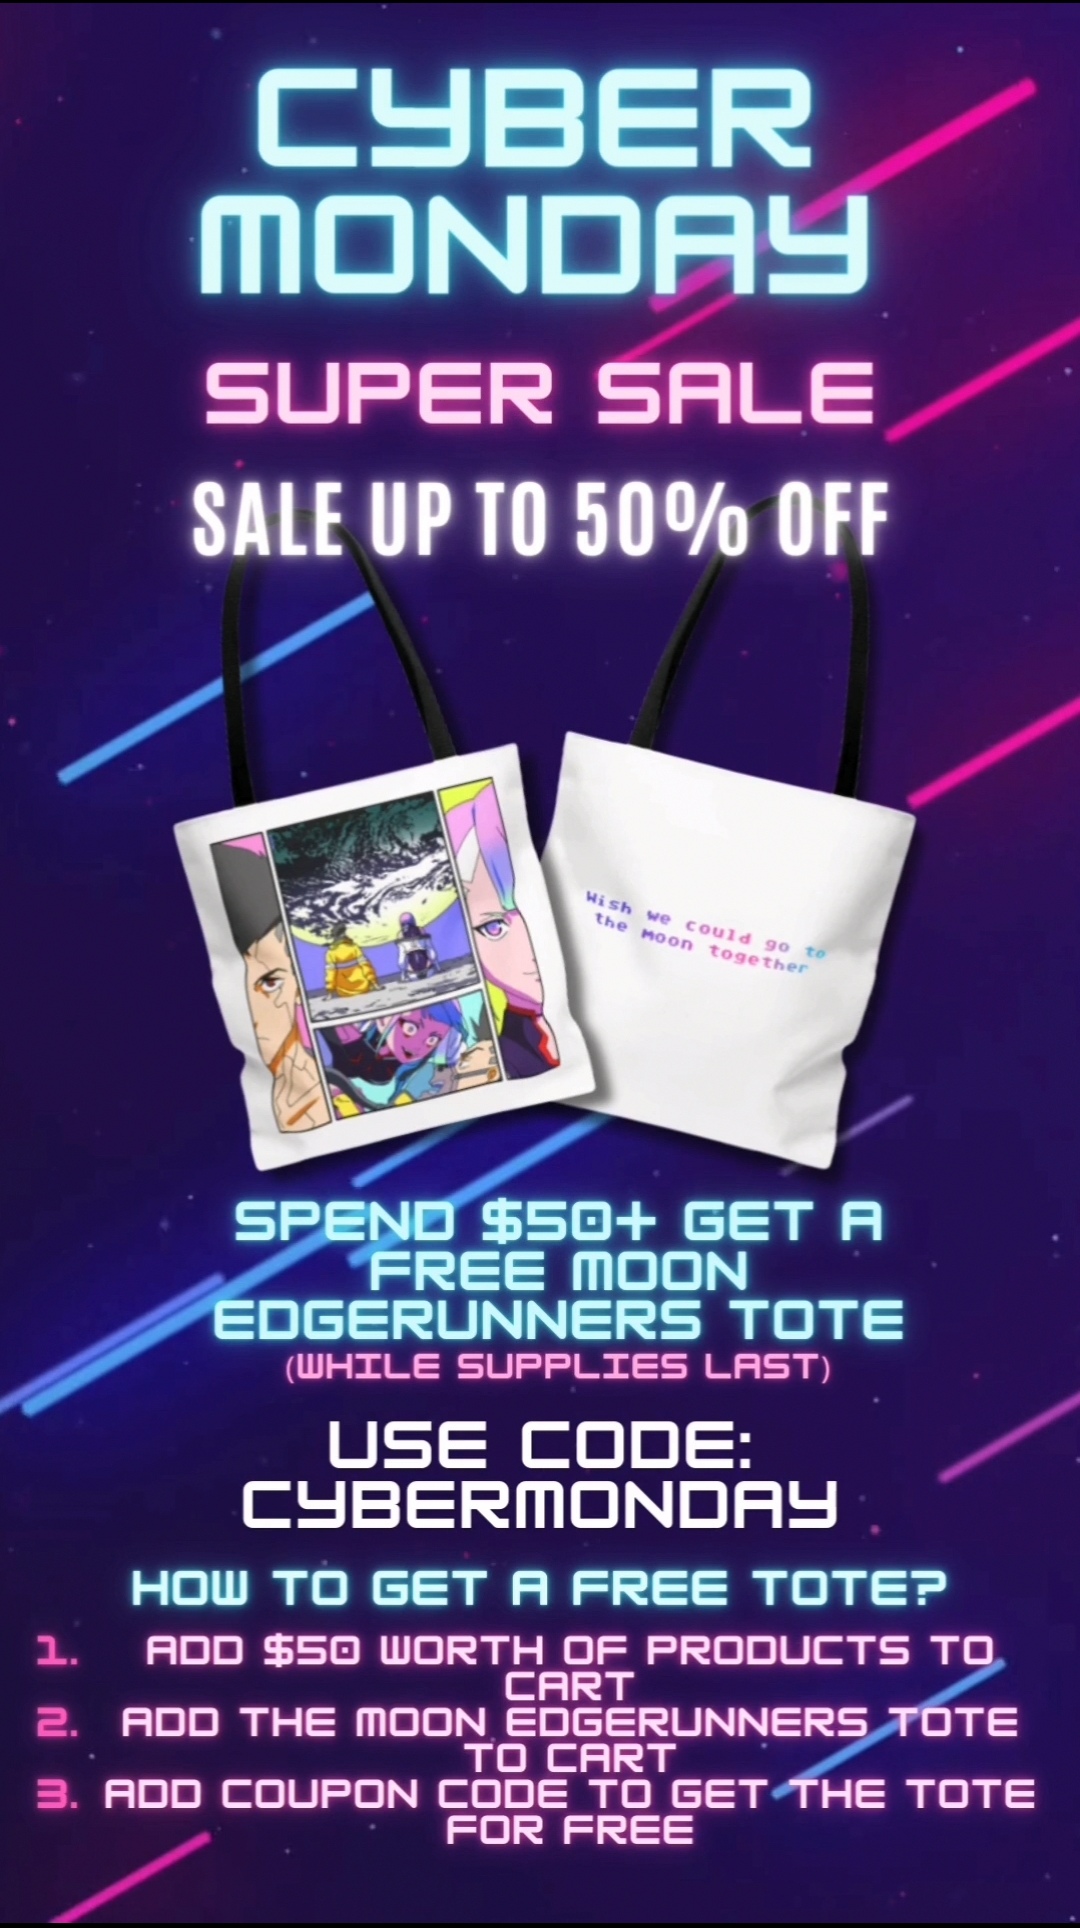 CYBER
MONDAY
SUPER SALE
SALE UP TO 50% OFF
Wish we could go to
the Moon together
SPEND $50+ GET A
FREE MOON
EDGERUNNERS TOTE
(WHILE SUPPLIES LAST)
USE CODE:
CYBERMONDAY
HOW TO GET A FREE TOTE?
1. ADD $50 WORTH OF PRODUCTS TO
CART
2. ADD THE MOON EDGERUNNERS TOTE
TO CART
3. ADD COUPON CODE TO GET THE TOTE
FOR FREE